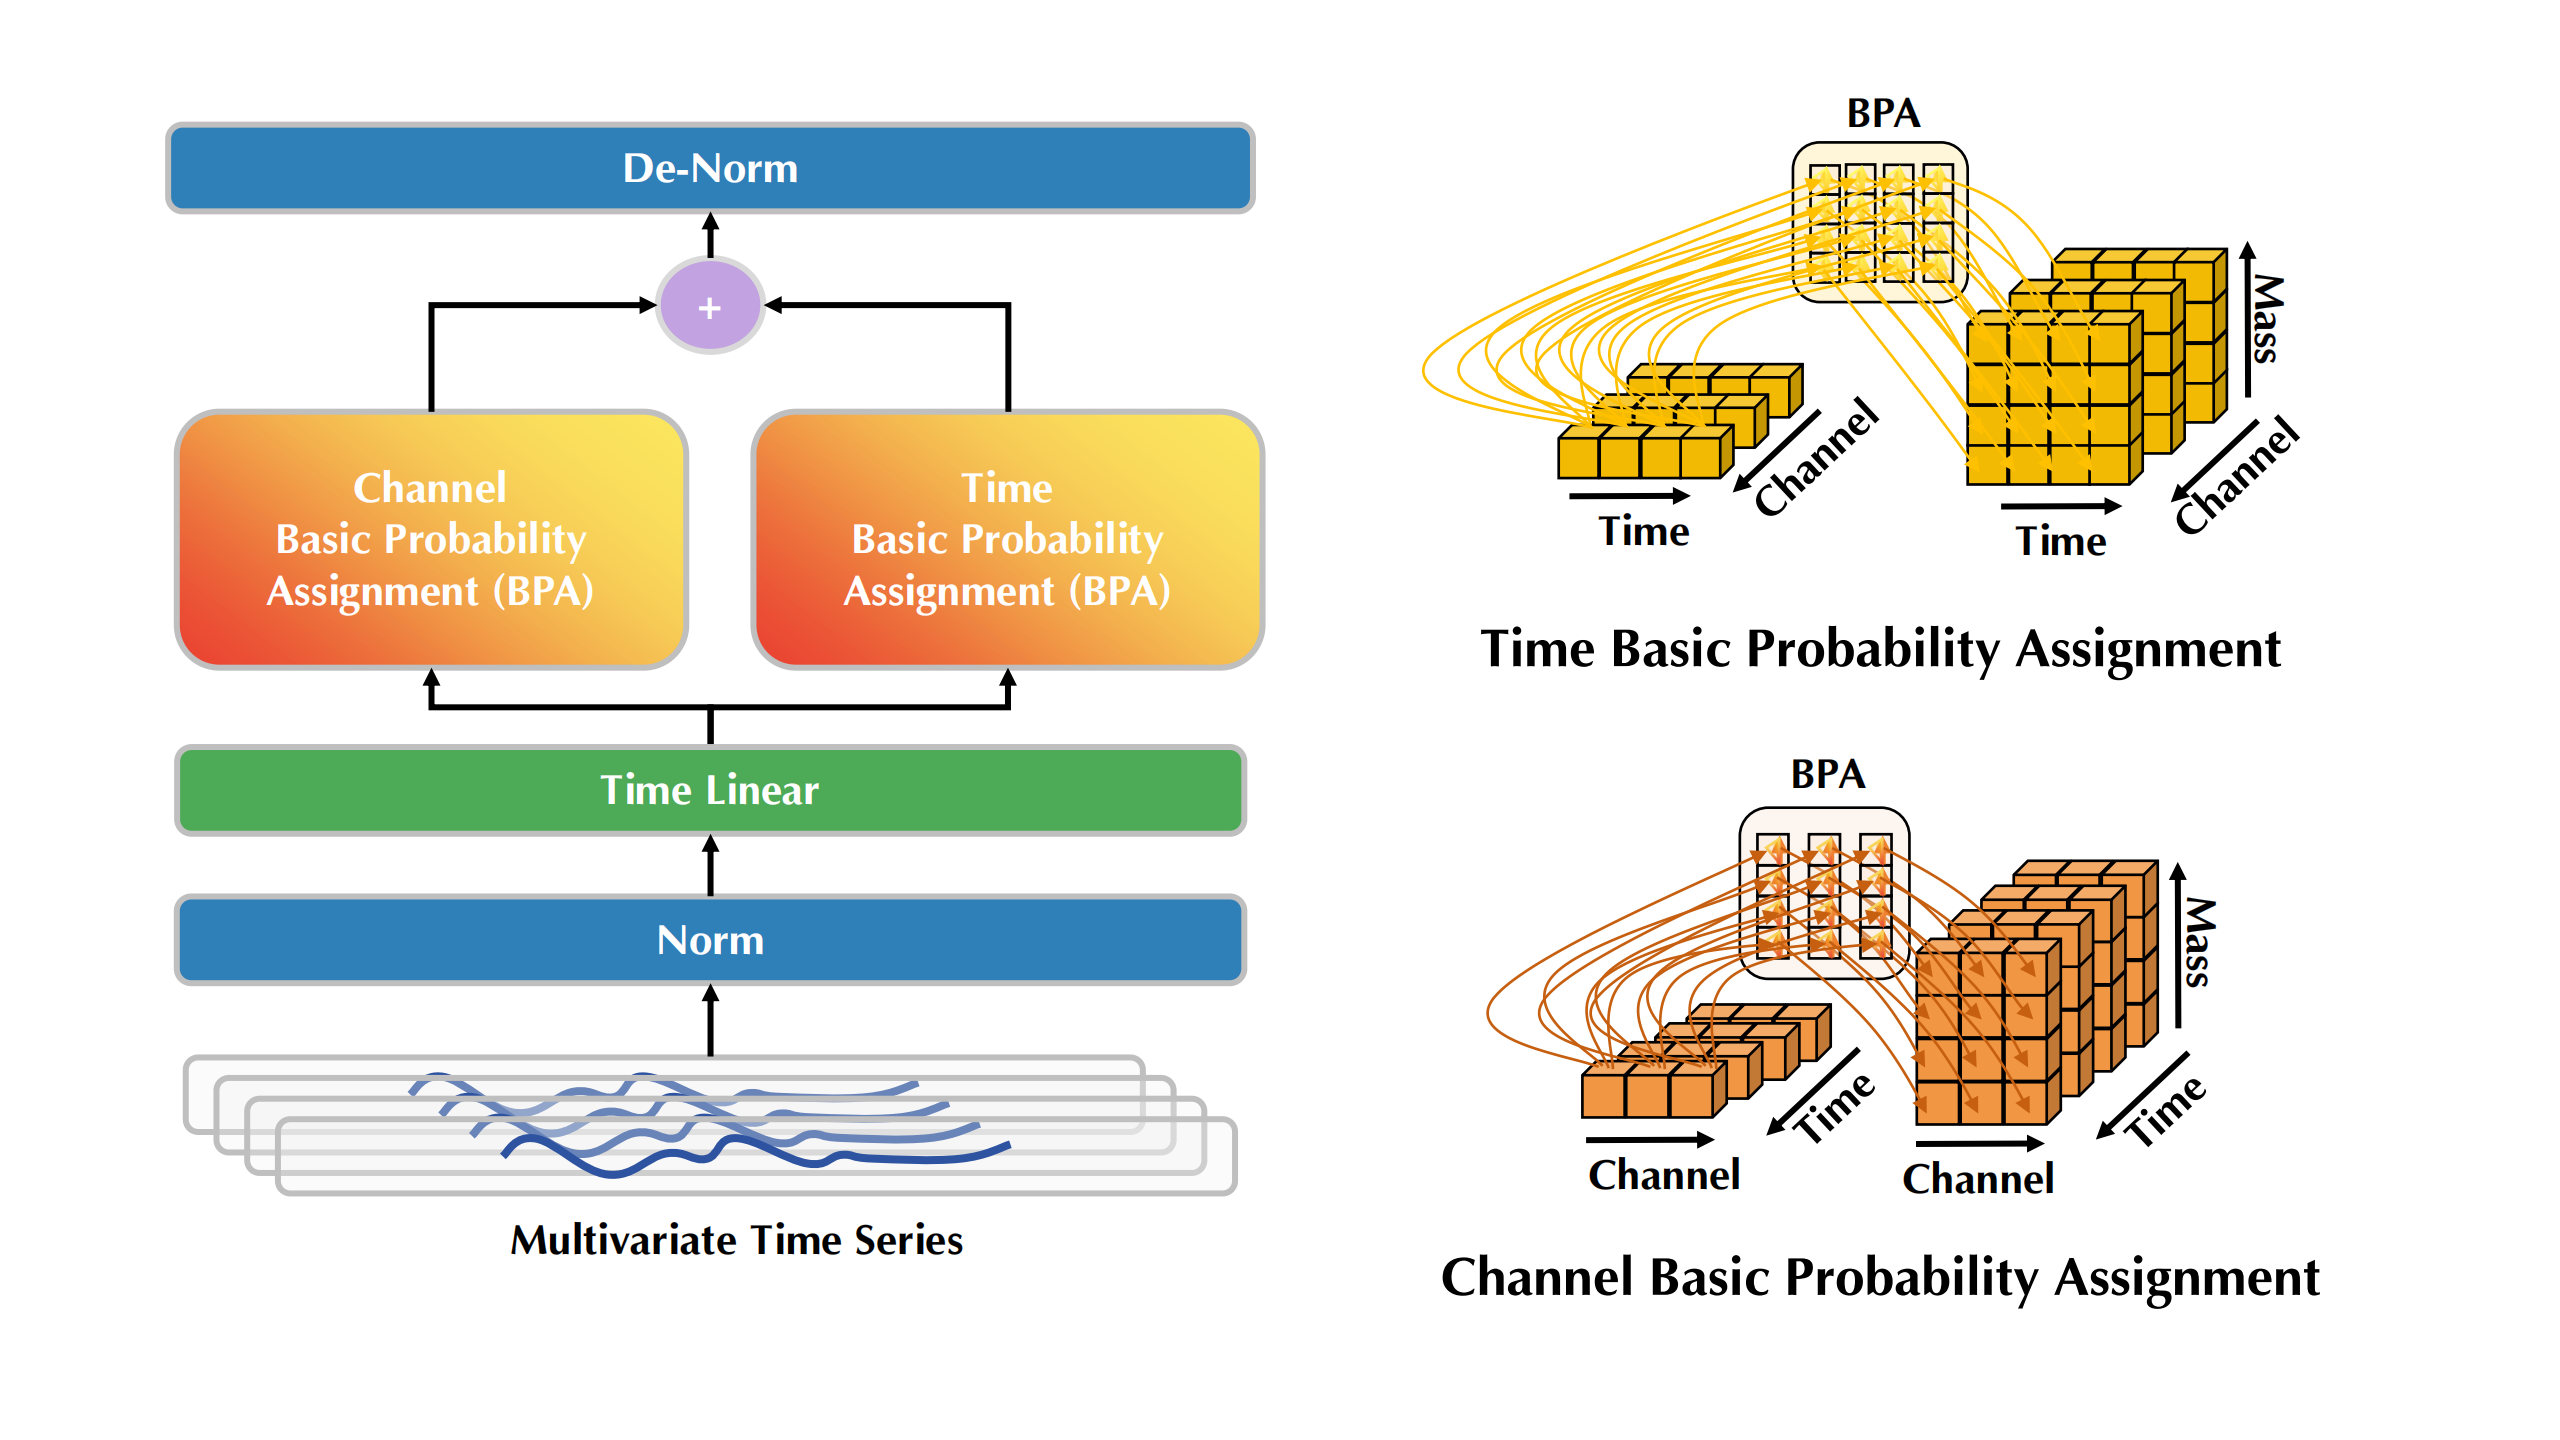 De-Norm
+
Channel
Basic Probability
Assignment (BPA)
Time
Basic Probability
Assignment (BPA)
Time Linear
Norm
Multivariate Time Series
BPA
Mass
Channel
Time
Channel
Time
Time Basic Probability Assignment
BPA
Mass
Time
Channel
Time
Channel
Channel Basic Probability Assignment